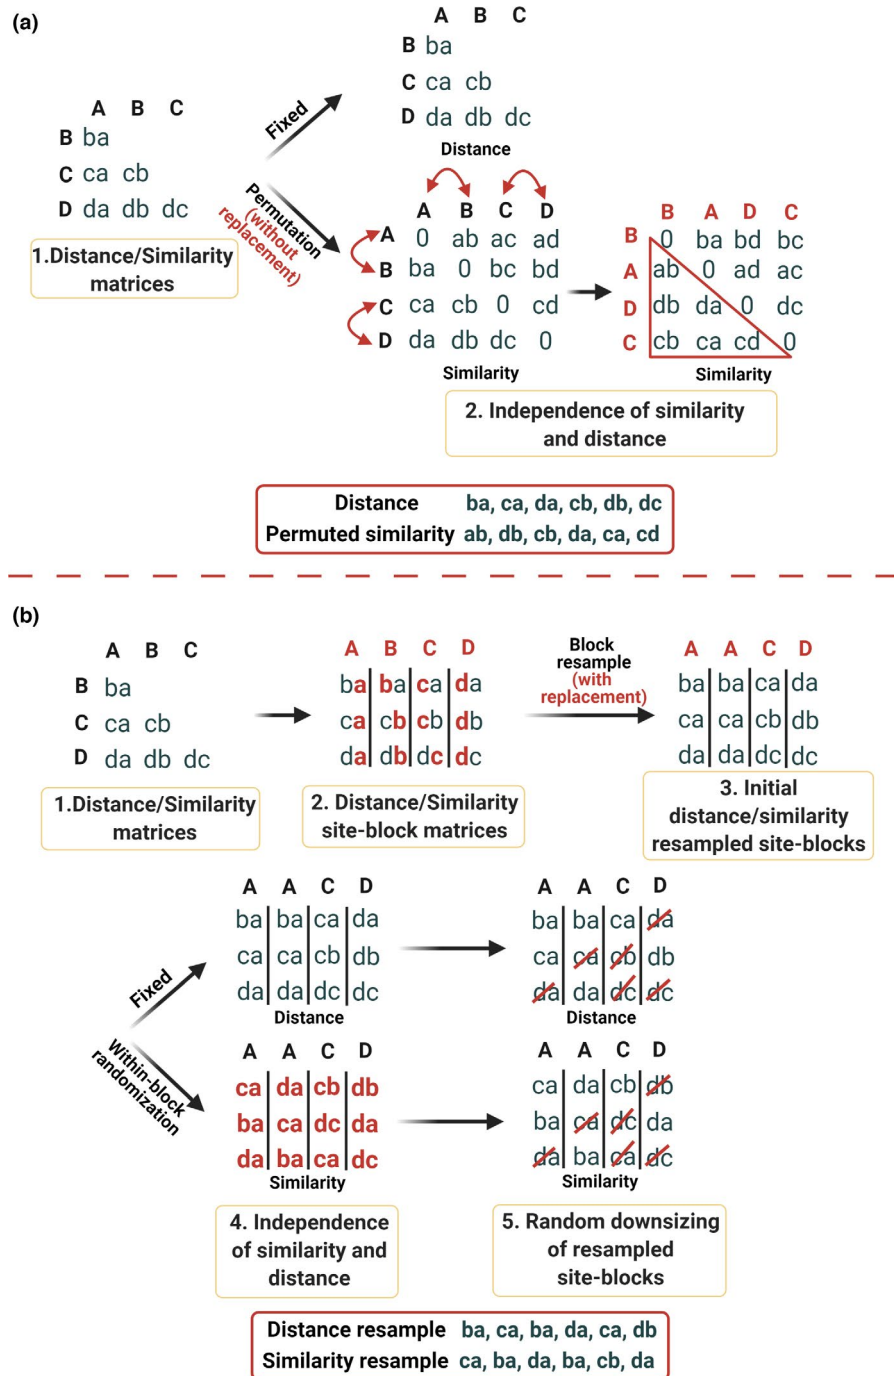 (a)
A B C
B ba
C ca cb
D da db dc
Distance
A B C
B ba
C ca cb
D da db dc
1.Distance/Similarity
matrices
Fixed
Permutation
(without
replacement)
A B C D
A 0 ab ac ad
B ba 0 bc bd
C ca cb 0 cd
D da db dc 0
Similarity
B A D C
B 0 ba bd bc
A ab 0 ad ac
D db da 0 dc
C cb ca cd 0
Similarity
2. Independence of similarity
and distance
Distance ba, ca, da, cb, db, dc
Permuted similarity ab, db, cb, da, ca, cd
(b)
A B C
B ba
C ca cb
D da db dc
1.Distance/Similarity
matrices
A B C D
ba ba ca da
ca cb cb db
da db dc dc
2. Distance/Similarity
site-block matrices
Block
resample
(with
replacement)
A A C D
ba ba ca da
ca ca cb db
da da dc dc
3. Initial
distance/similarity
resampled site-blocks
Fixed
Within-block
randomization
A A C D
ba ba ca da
ca ca cb db
da da dc dc
Distance
A A C D
ba ba ca da
ca ca cb db
da da dc dc
Distance
A A C D
ca da cb db
ba ca dc da
da ba ca dc
Similarity
A A C D
ca da cb db
ba ca dc da
da ba ca dc
Similarity
4. Independence
of similarity and
distance
5. Random downsizing
of resampled
site-blocks
Distance resample ba, ca, ba, da, ca, db
Similarity resample ca, ba, da, ba, cb, da